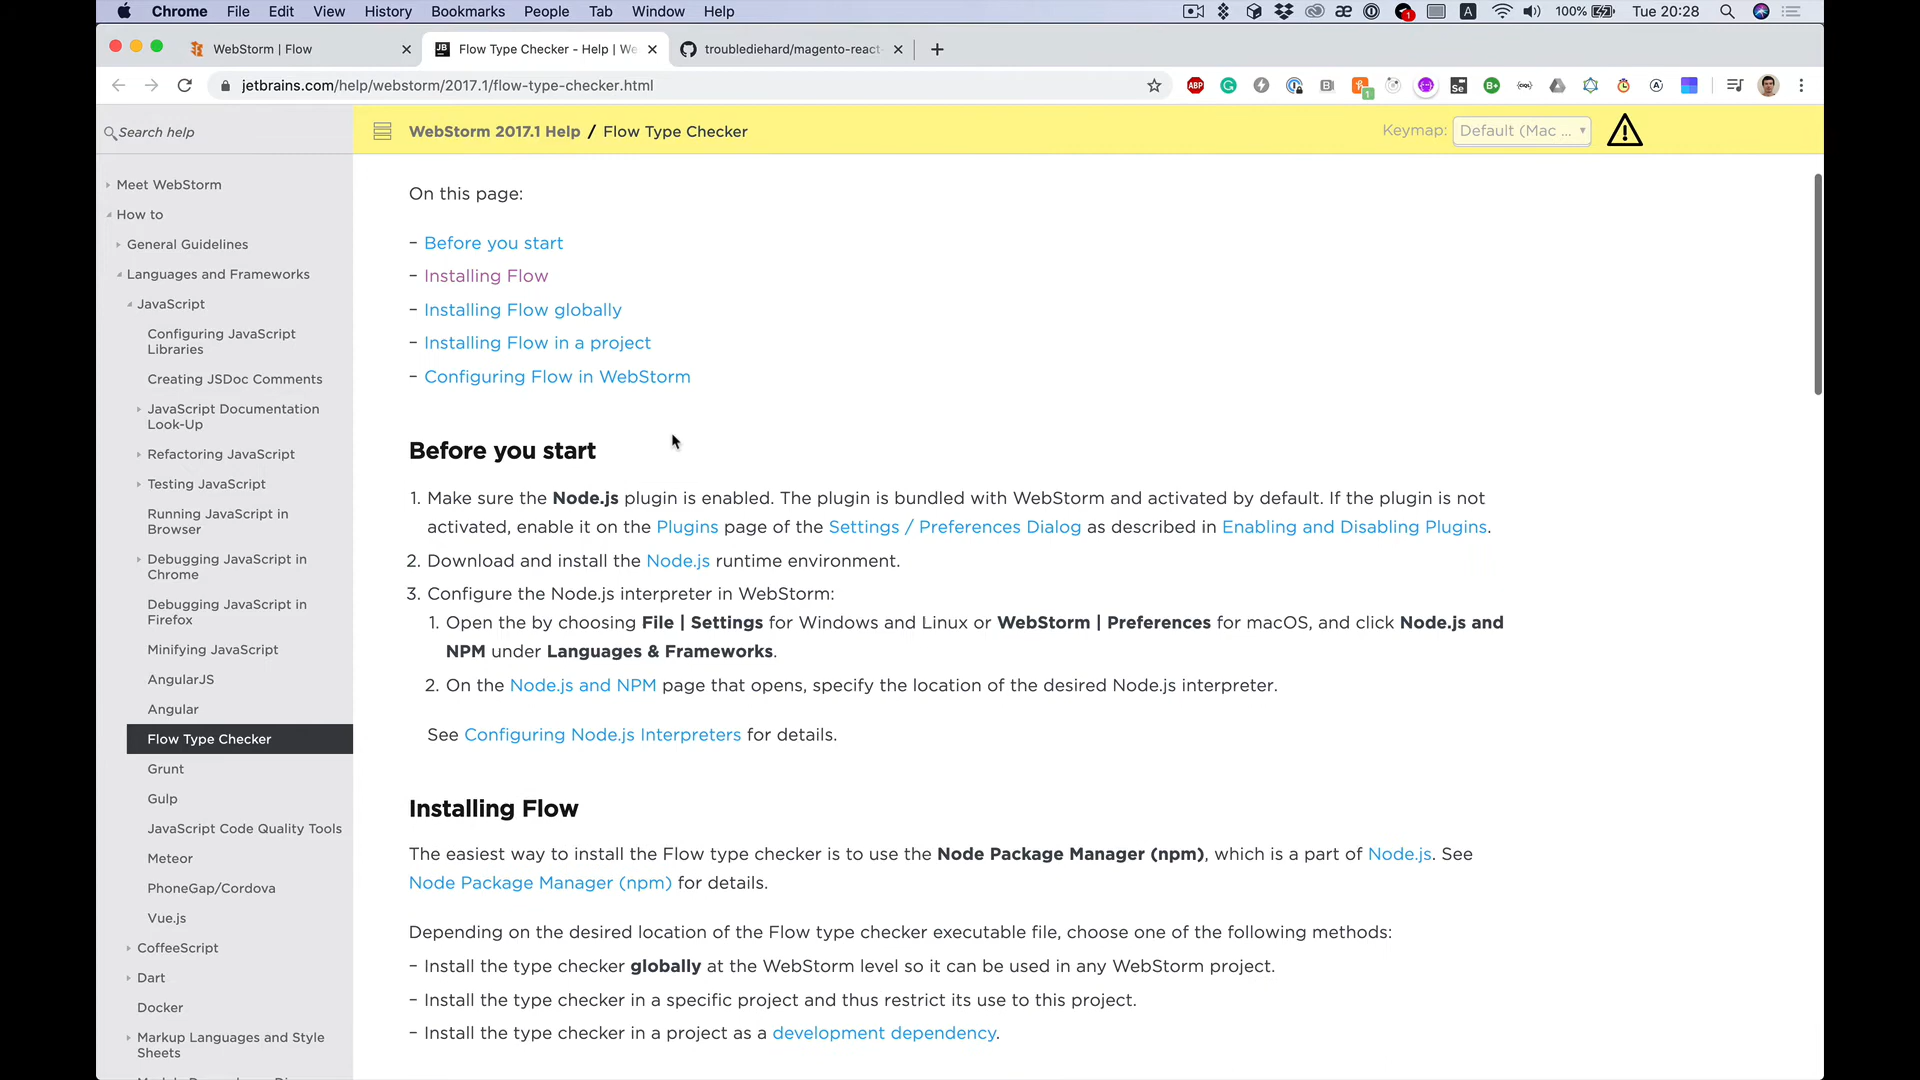 Chrome File Edit View History Bookmarks People Tab Window Help 1 A 100% Tue 20:28
WebStorm | Flow
JB Flow Type Checker - Help | We
troublediehard/magento-react-
jetbrains.com/help/webstorm/2017.1/flow-type-checker.html
ABP
1
Se
B+
Search help
WebStorm 2017.1 Help / Flow Type Checker
Keymap: Default (Mac ...
Meet WebStorm
How to
General Guidelines
Languages and Frameworks
JavaScript
Configuring JavaScript
Libraries
Creating JSDoc Comments
JavaScript Documentation
Look-Up
Refactoring JavaScript
Testing JavaScript
Running JavaScript in
Browser
Debugging JavaScript in
Chrome
Debugging JavaScript in
Firefox
Minifying JavaScript
AngularJS
Angular
Flow Type Checker
Grunt
Gulp
JavaScript Code Quality Tools
Meteor
PhoneGap/Cordova
Vue.js
CoffeeScript
Dart
Docker
Markup Languages and Style
Sheets
On this page:
– Before you start
– Installing Flow
– Installing Flow globally
– Installing Flow in a project
– Configuring Flow in WebStorm
Before you start
1. Make sure the Node.js plugin is enabled. The plugin is bundled with WebStorm and activated by default. If the plugin is not
activated, enable it on the Plugins page of the Settings / Preferences Dialog as described in Enabling and Disabling Plugins.
2. Download and install the Node.js runtime environment.
3. Configure the Node.js interpreter in WebStorm:
1. Open the by choosing File | Settings for Windows and Linux or WebStorm | Preferences for macOS, and click Node.js and
NPM under Languages & Frameworks.
2. On the Node.js and NPM page that opens, specify the location of the desired Node.js interpreter.
See Configuring Node.js Interpreters for details.
Installing Flow
The easiest way to install the Flow type checker is to use the Node Package Manager (npm), which is a part of Node.js. See
Node Package Manager (npm) for details.
Depending on the desired location of the Flow type checker executable file, choose one of the following methods:
– Install the type checker globally at the WebStorm level so it can be used in any WebStorm project.
– Install the type checker in a specific project and thus restrict its use to this project.
– Install the type checker in a project as a development dependency.